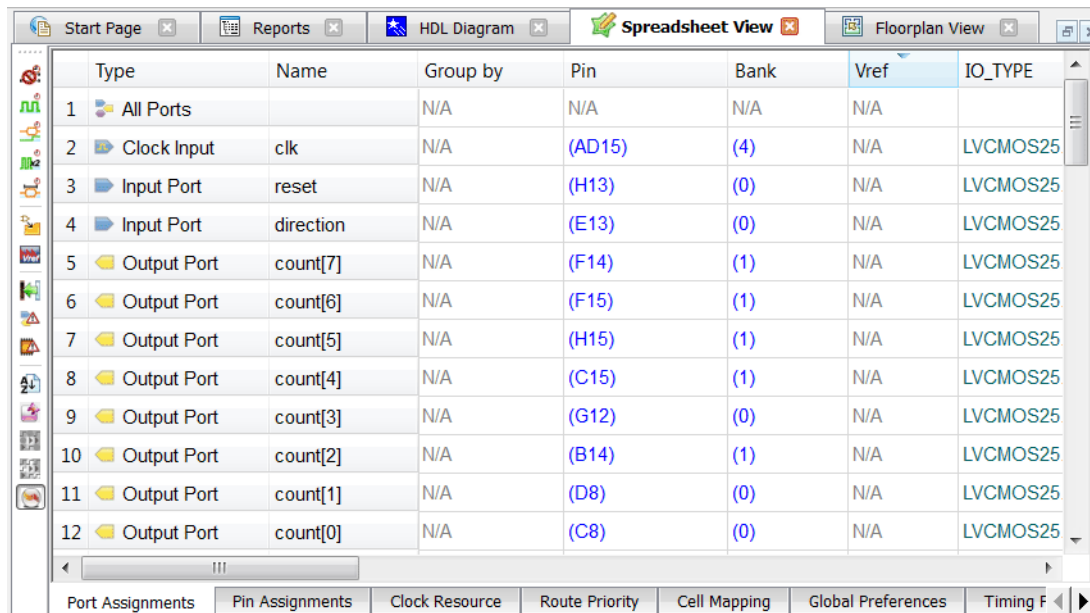 Start Page Reports HDL Diagram Spreadsheet View Floorplan View
Type Name Group by Pin Bank Vref IO_TYPE
1 All Ports N/A N/A N/A N/A
2 Clock Input clk N/A (AD15) (4) N/A LVCMOS25
3 Input Port reset N/A (H13) (0) N/A LVCMOS25
4 Input Port direction N/A (E13) (0) N/A LVCMOS25
5 Output Port count[7] N/A (F14) (1) N/A LVCMOS25
6 Output Port count[6] N/A (F15) (1) N/A LVCMOS25
7 Output Port count[5] N/A (H15) (1) N/A LVCMOS25
8 Output Port count[4] N/A (C15) (1) N/A LVCMOS25
9 Output Port count[3] N/A (G12) (0) N/A LVCMOS25
10 Output Port count[2] N/A (B14) (1) N/A LVCMOS25
11 Output Port count[1] N/A (D8) (0) N/A LVCMOS25
12 Output Port count[0] N/A (C8) (0) N/A LVCMOS25
Port Assignments Pin Assignments Clock Resource Route Priority Cell Mapping Global Preferences Timing